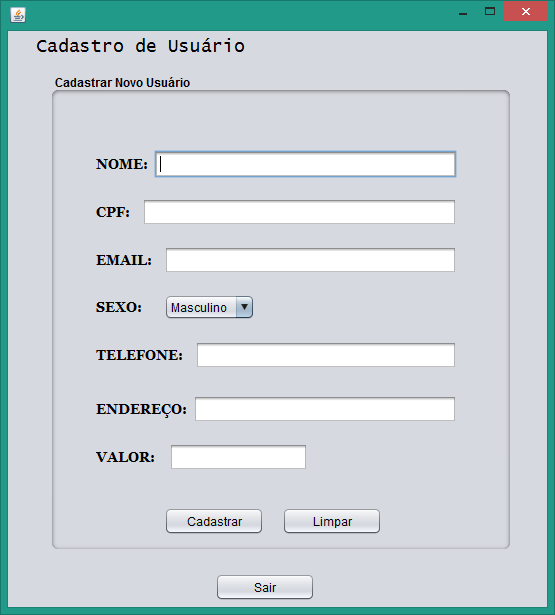 Cadastro de Usuário
Cadastrar Novo Usuário
NOME:
CPF:
EMAIL:
SEXO: Masculino
TELEFONE:
ENDEREÇO:
VALOR:
Cadastrar Limpar
Sair